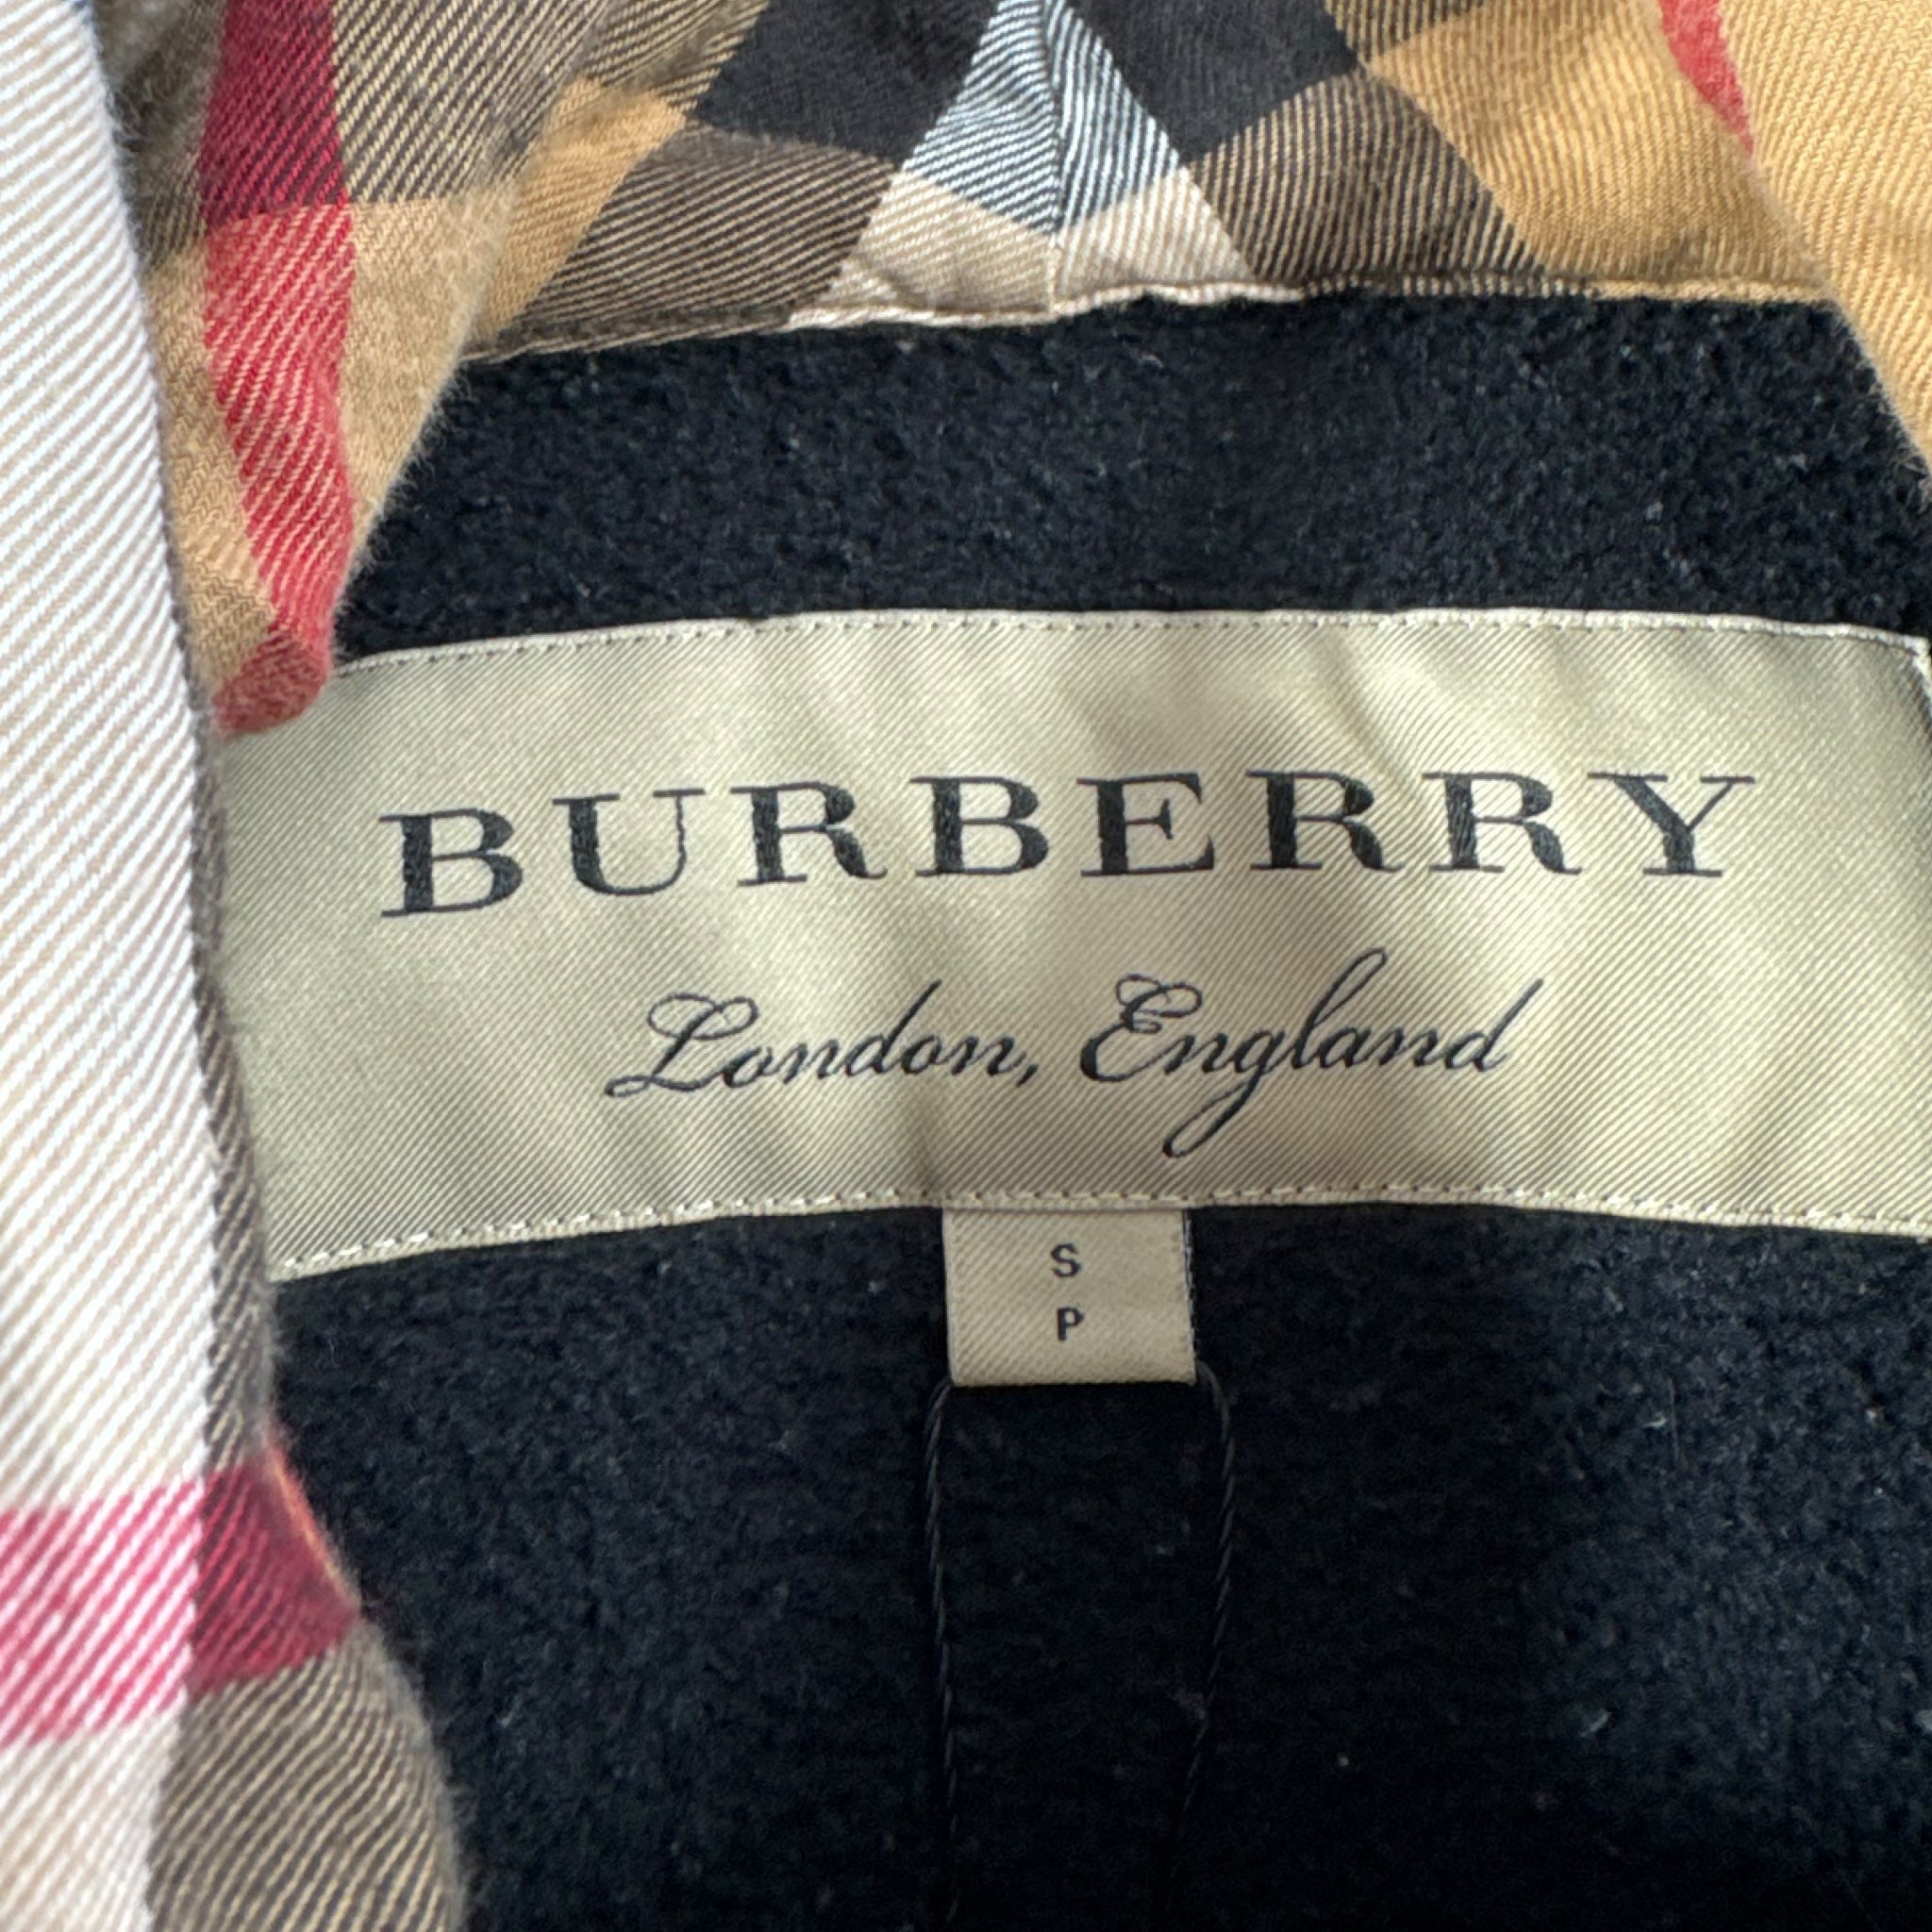 BURBERRY
London, England
S
P